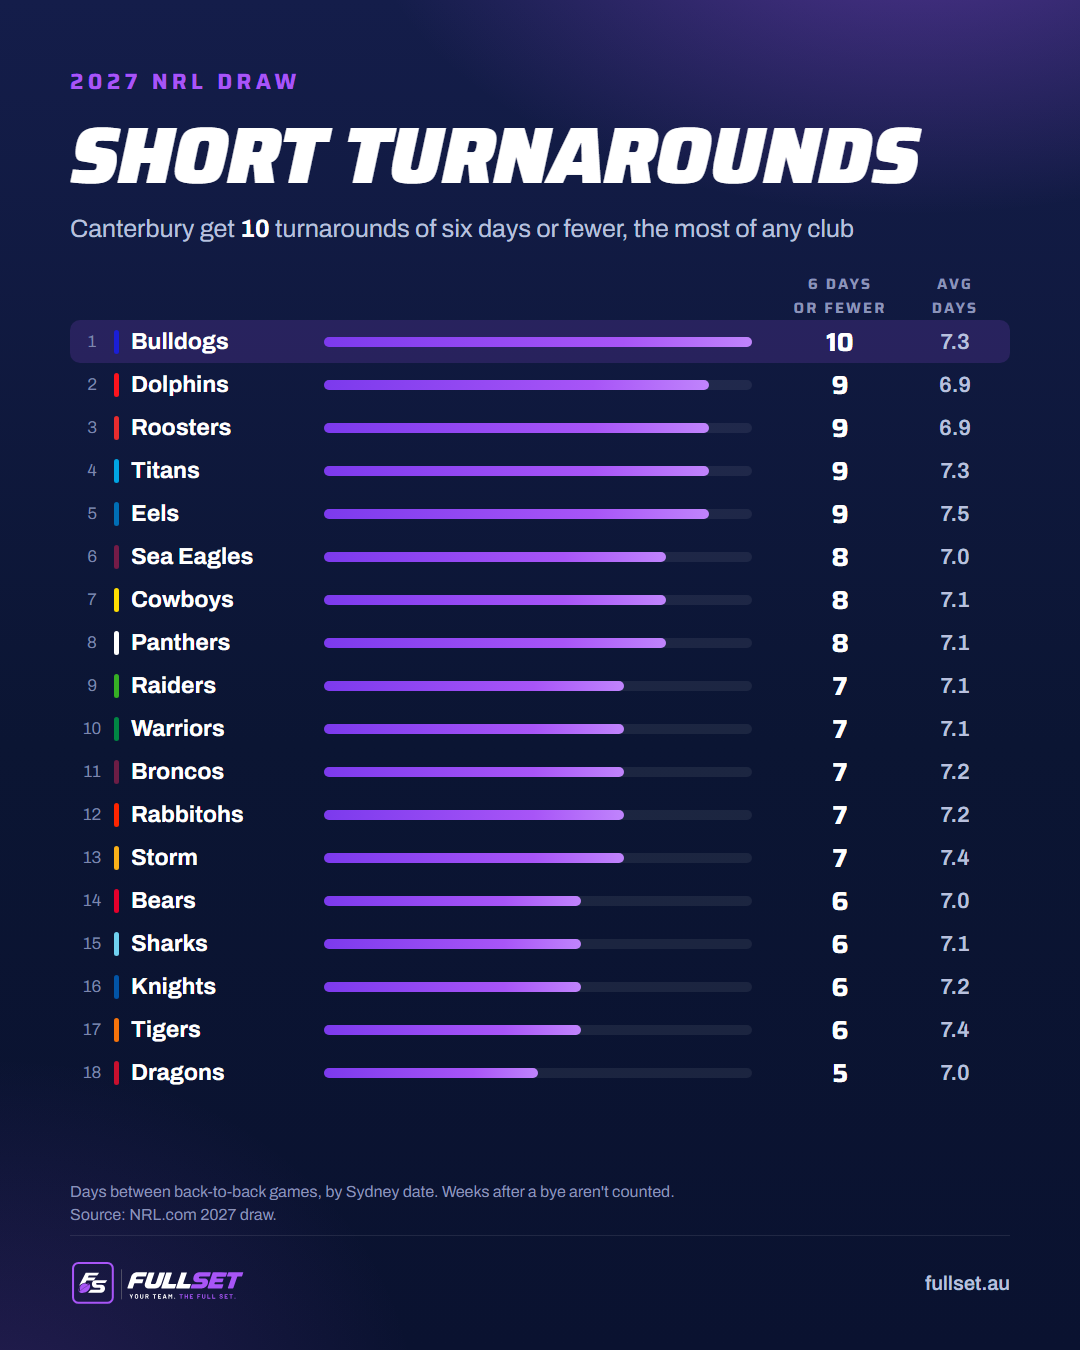 2027 NRL DRAW
SHORT TURNAROUNDS
Canterbury get 10 turnarounds of six days or fewer, the most of any club
6 DAYS OR FEWER AVG DAYS
1 Bulldogs 10 7.3
2 Dolphins 9 6.9
3 Roosters 9 6.9
4 Titans 9 7.3
5 Eels 9 7.5
6 Sea Eagles 8 7.0
7 Cowboys 8 7.1
8 Panthers 8 7.1
9 Raiders 7 7.1
10 Warriors 7 7.1
11 Broncos 7 7.2
12 Rabbitohs 7 7.2
13 Storm 7 7.4
14 Bears 6 7.0
15 Sharks 6 7.1
16 Knights 6 7.2
17 Tigers 6 7.4
18 Dragons 5 7.0
Days between back-to-back games, by Sydney date. Weeks after a bye aren't counted.
Source: NRL.com 2027 draw.
FS FULLSET
YOUR TEAM. THE FULL SET.
fullset.au